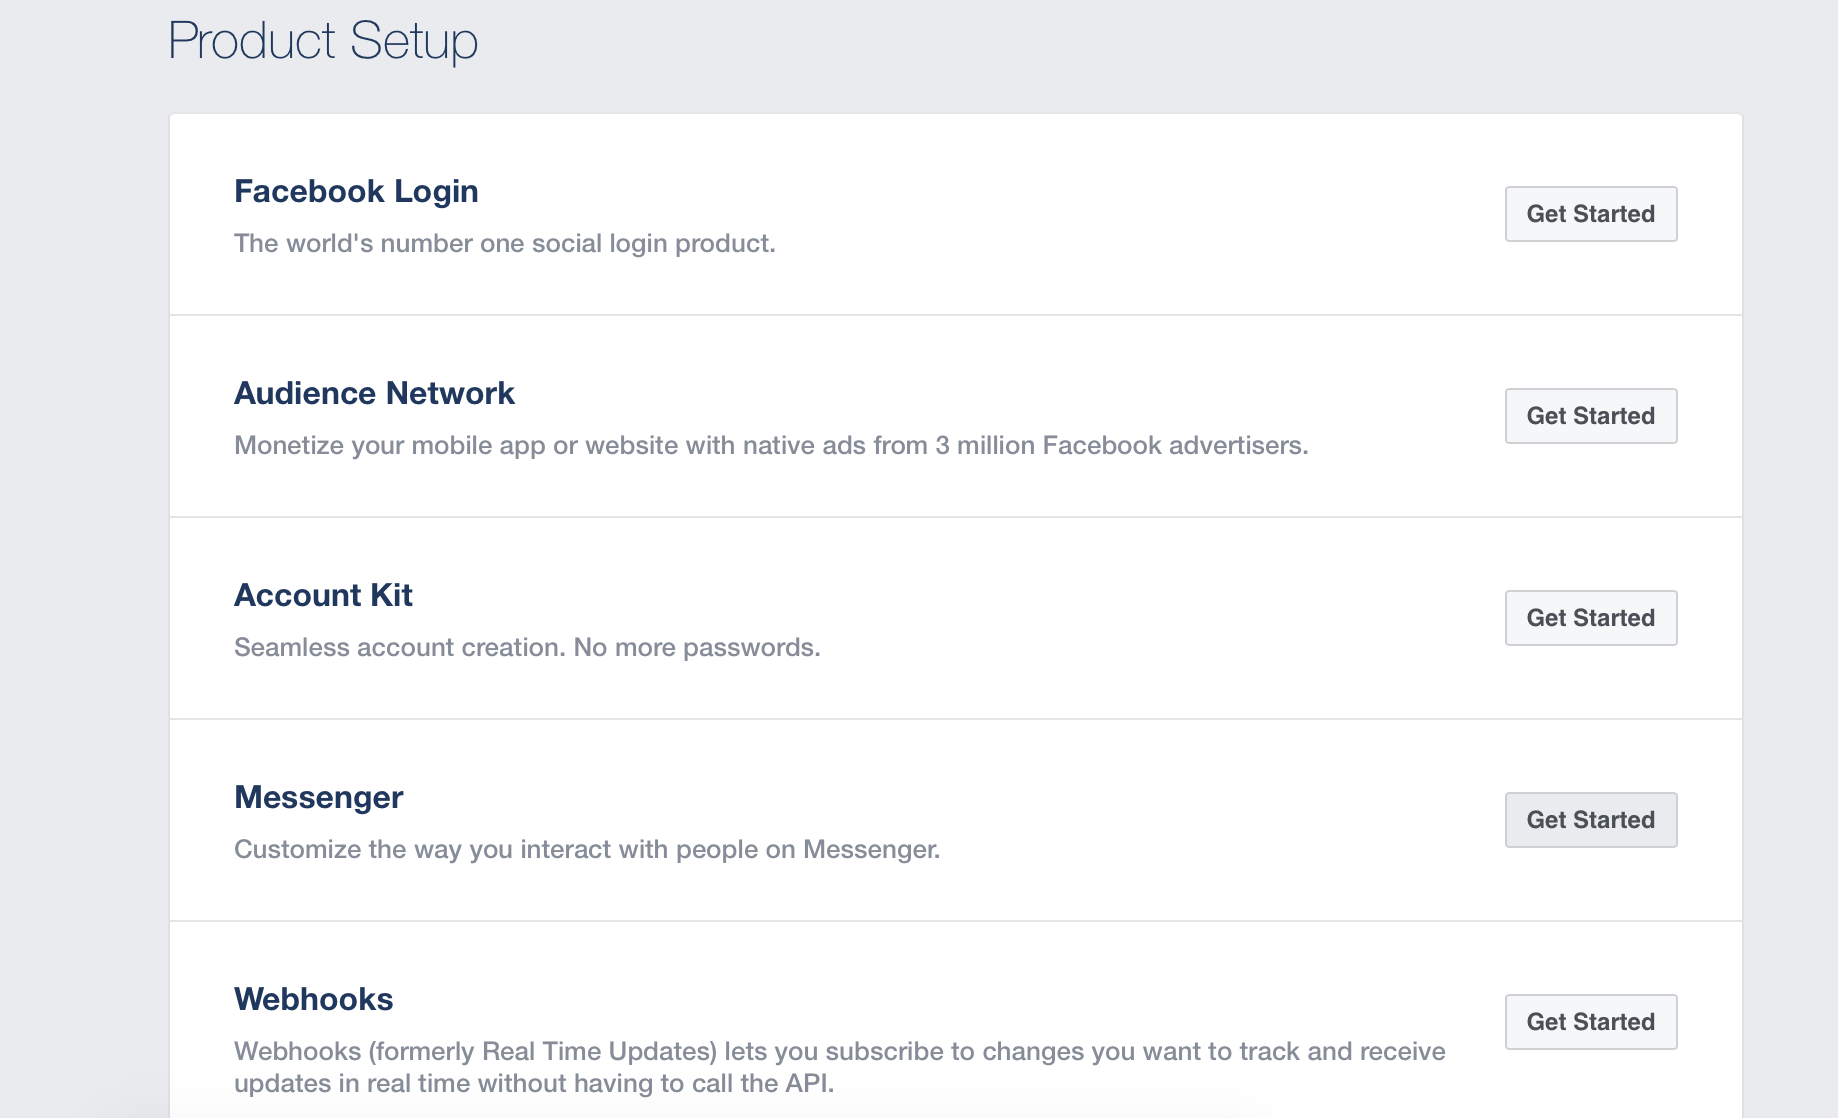 Product Setup
Facebook Login
The world's number one social login product.
Get Started
Audience Network
Monetize your mobile app or website with native ads from 3 million Facebook advertisers.
Get Started
Account Kit
Seamless account creation. No more passwords.
Get Started
Messenger
Customize the way you interact with people on Messenger.
Get Started
Webhooks
Webhooks (formerly Real Time Updates) lets you subscribe to changes you want to track and receive
updates in real time without having to call the API.
Get Started